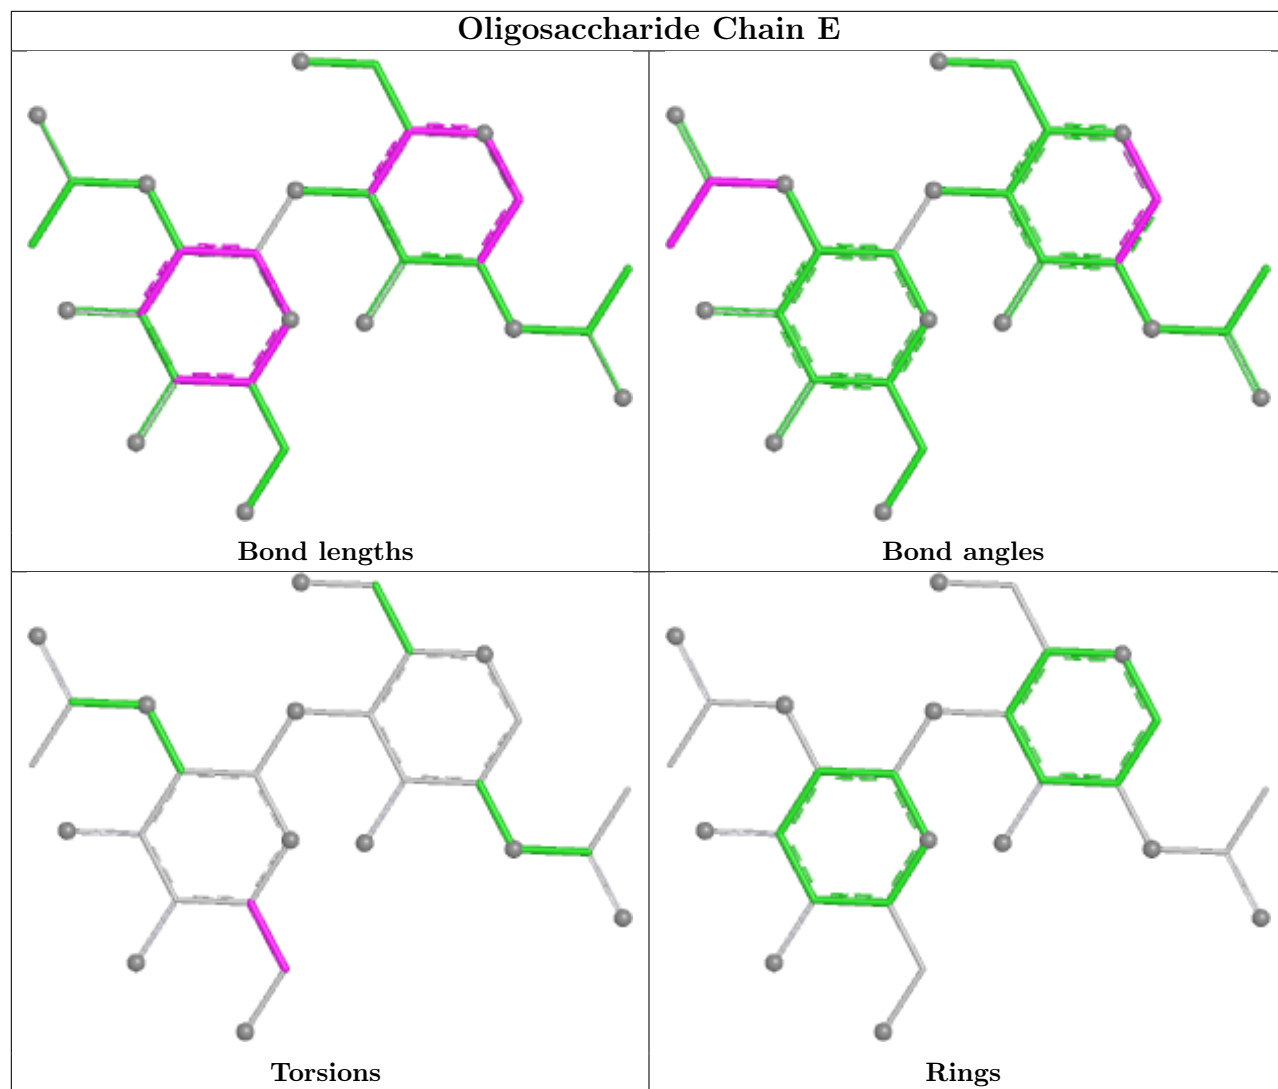 Oligosaccharide Chain E
Bond lengths
Bond angles
Torsions
Rings